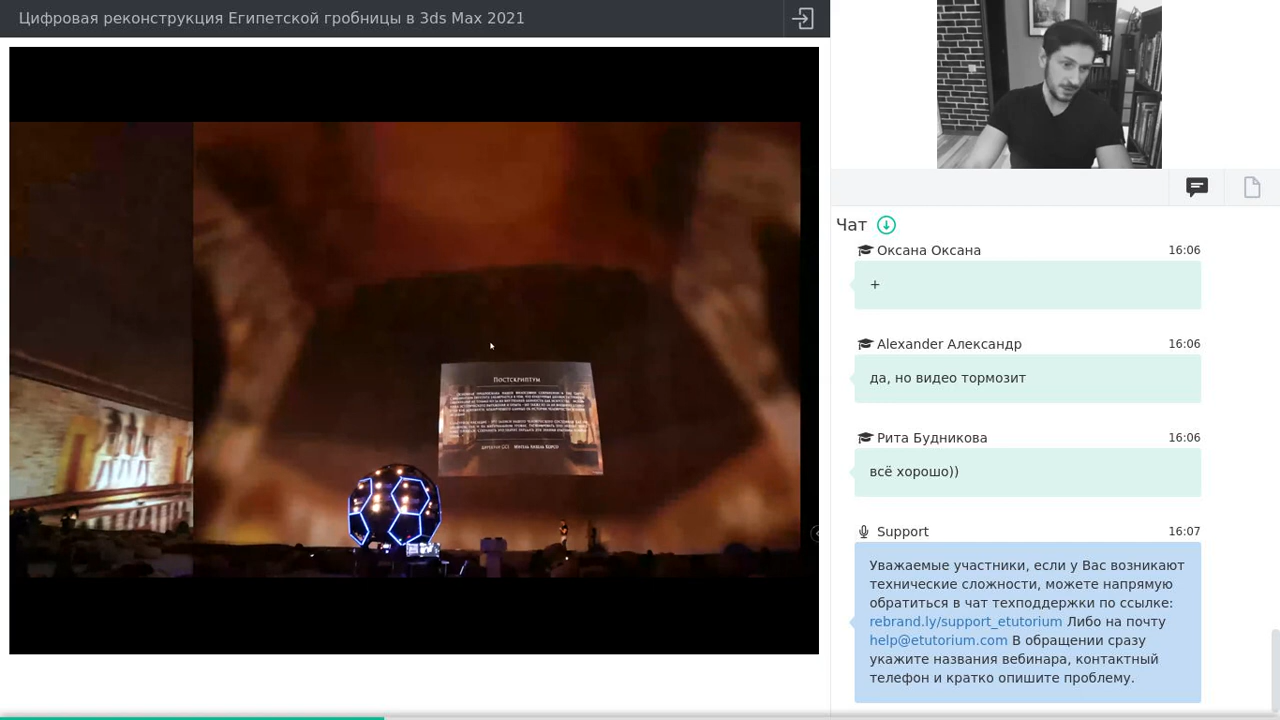 Цифровая реконструкция Египетской гробницы в 3ds Max 2021
Постскриптум
Чат
Оксана Оксана 16:06
+
Alexander Александр 16:06
да, но видео тормозит
Рита Будникова 16:06
всё хорошо))
Support 16:07
Уважаемые участники, если у Вас возникают
технические сложности, можете напрямую
обратиться в чат техподдержки по ссылке:
rebrand.ly/support_etutorium Либо на почту
help@etutorium.com В обращении сразу
укажите названия вебинара, контактный
телефон и кратко опишите проблему.